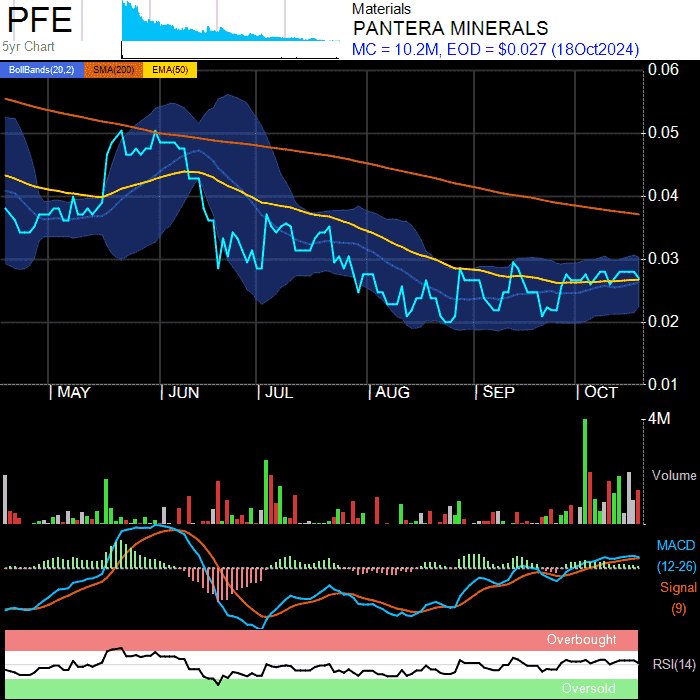 PFE
5yr Chart
Materials
PANTERA MINERALS
MC = 10.2M, EOD = $0.027 (18Oct2024)
BollBands(20,2) SMA(200) EMA(50)
0.06
0.05
0.04
0.03
0.02
0.01
MAY JUN JUL AUG SEP OCT
4M
Volume
MACD
(12-26)
Signal
(9)
Overbought
RSI(14)
Oversold